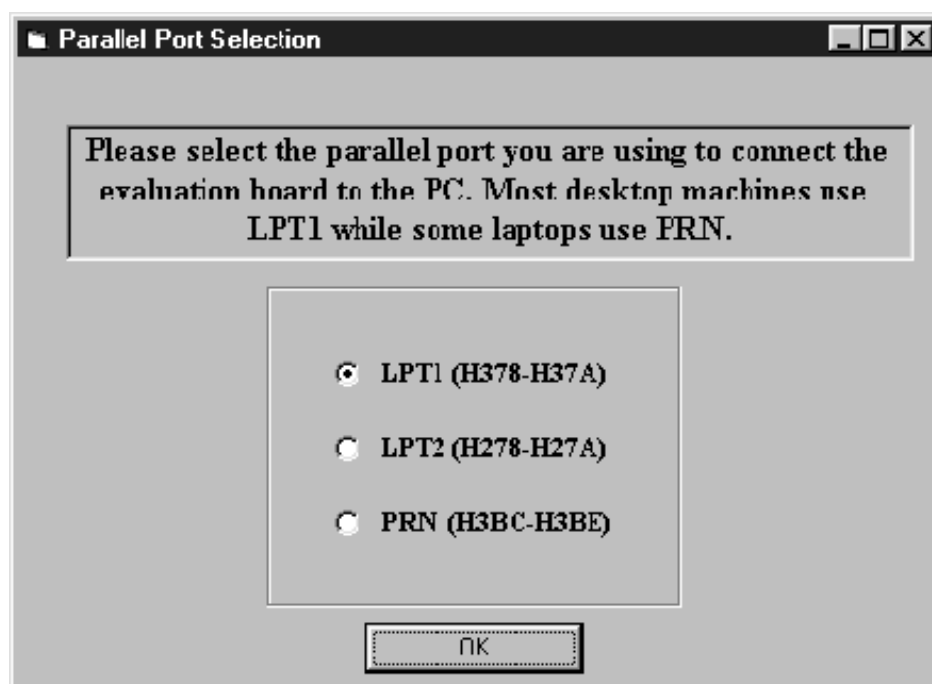 Parallel Port Selection
Please select the parallel port you are using to connect the
evaluation board to the PC. Most desktop machines use
LPT1 while some laptops use PRN.
LPT1 (H378-H37A)
LPT2 (H278-H27A)
PRN (H3BC-H3BE)
OK